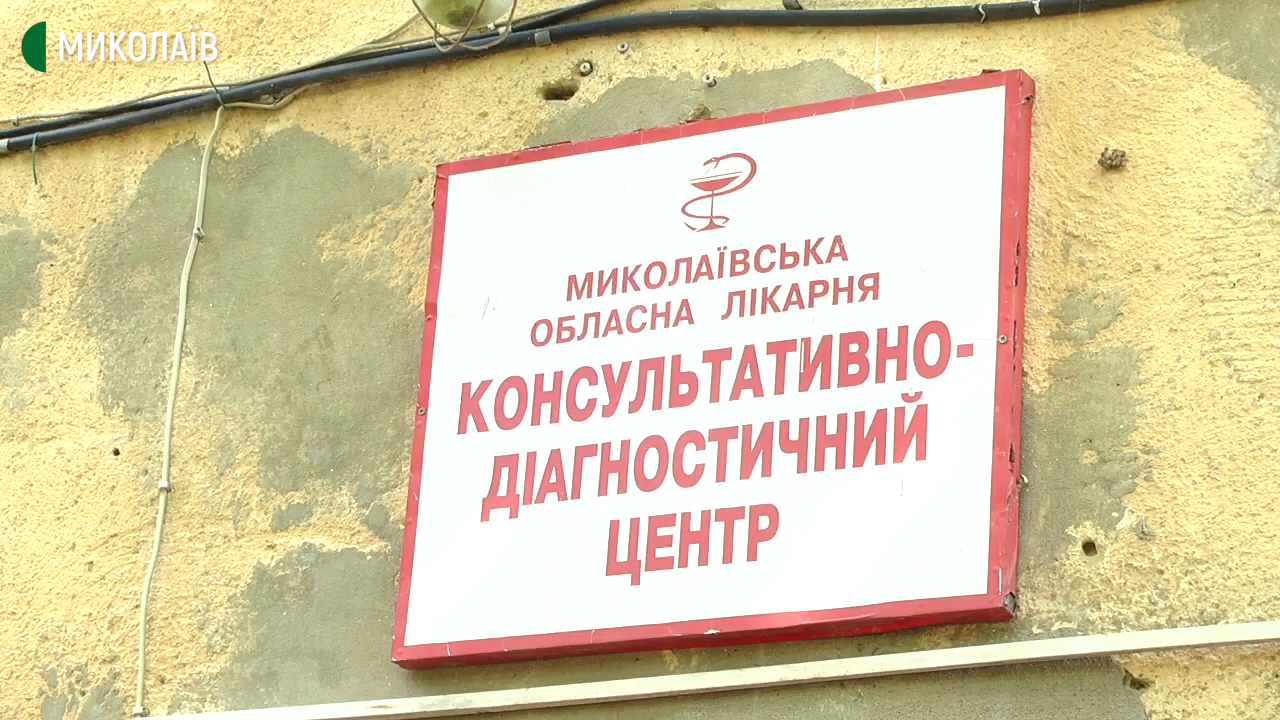 МИКОЛАЇВ
МИКОЛАЇВСЬКА
ОБЛАСНА ЛІКАРНЯ
КОНСУЛЬТАТИВНО-
ДІАГНОСТИЧНИЙ
ЦЕНТР